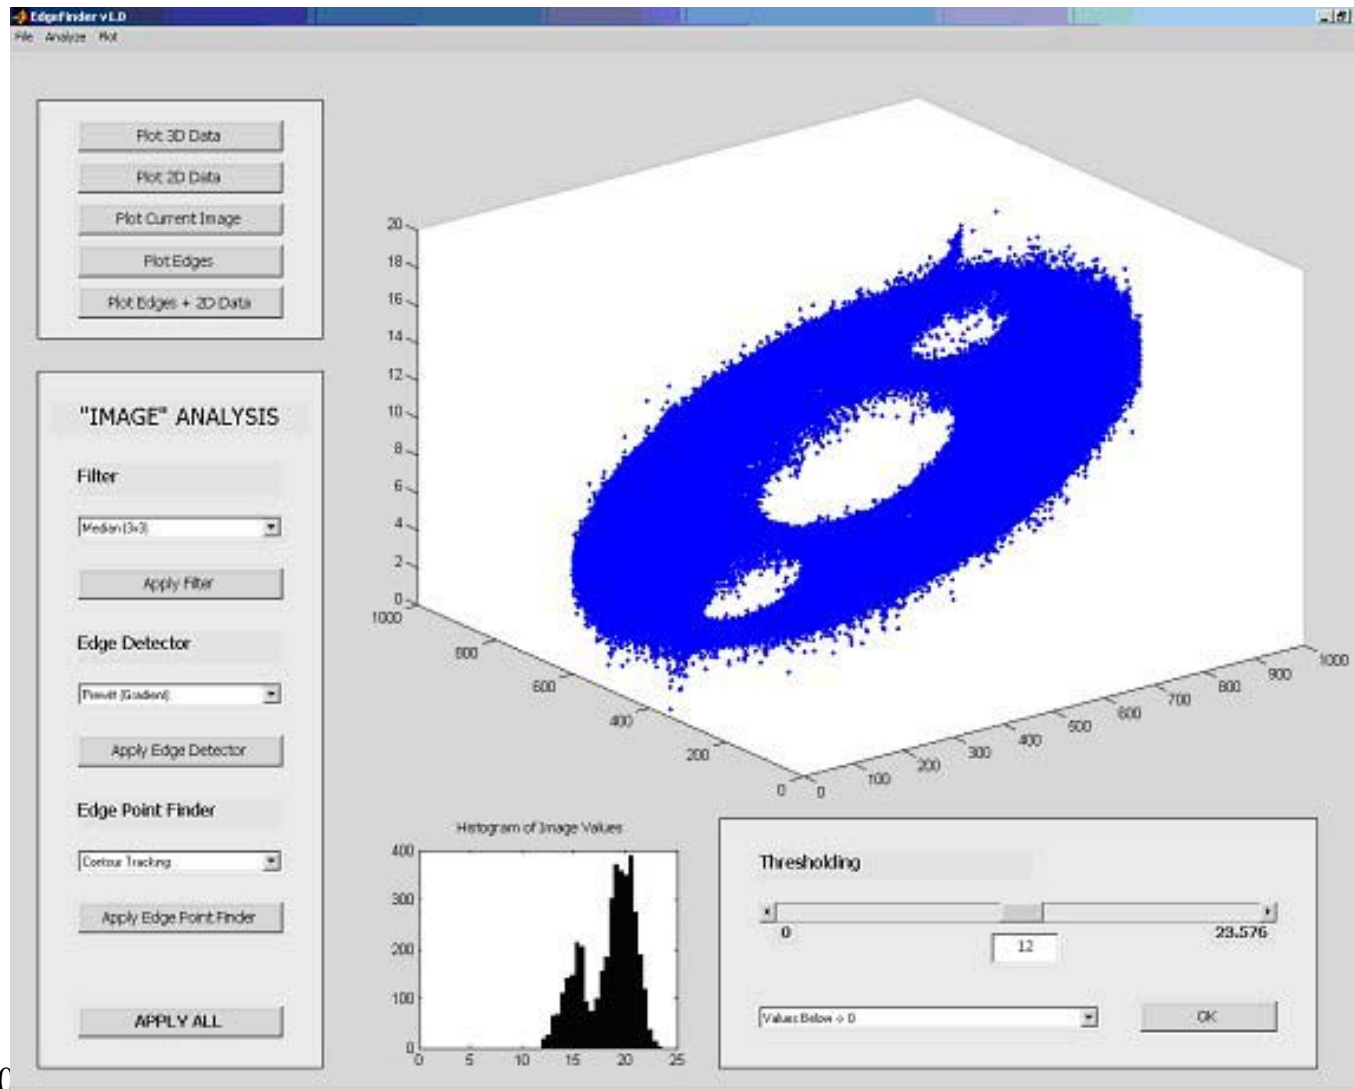 EdgeFinder v1.0
File Analyze Plot
Plot 3D Data
Plot 2D Data
Plot Current Image
Plot Edges
Plot Edges + 2D Data
"IMAGE" ANALYSIS
Filter
Median (3x3)
Apply Filter
Edge Detector
Prewitt (Gradient)
Apply Edge Detector
Edge Point Finder
Contour Tracking
Apply Edge Point Finder
APPLY ALL
20
18
16
14
12
10
8
6
4
2
0
1000
800
600
400
200
0
0
100
200
300
400
500
600
700
800
900
1000
Histogram of Image Values
400
300
200
100
0
0 5 10 15 20 25
Thresholding
0 23.576
12
Values Below -> 0
OK